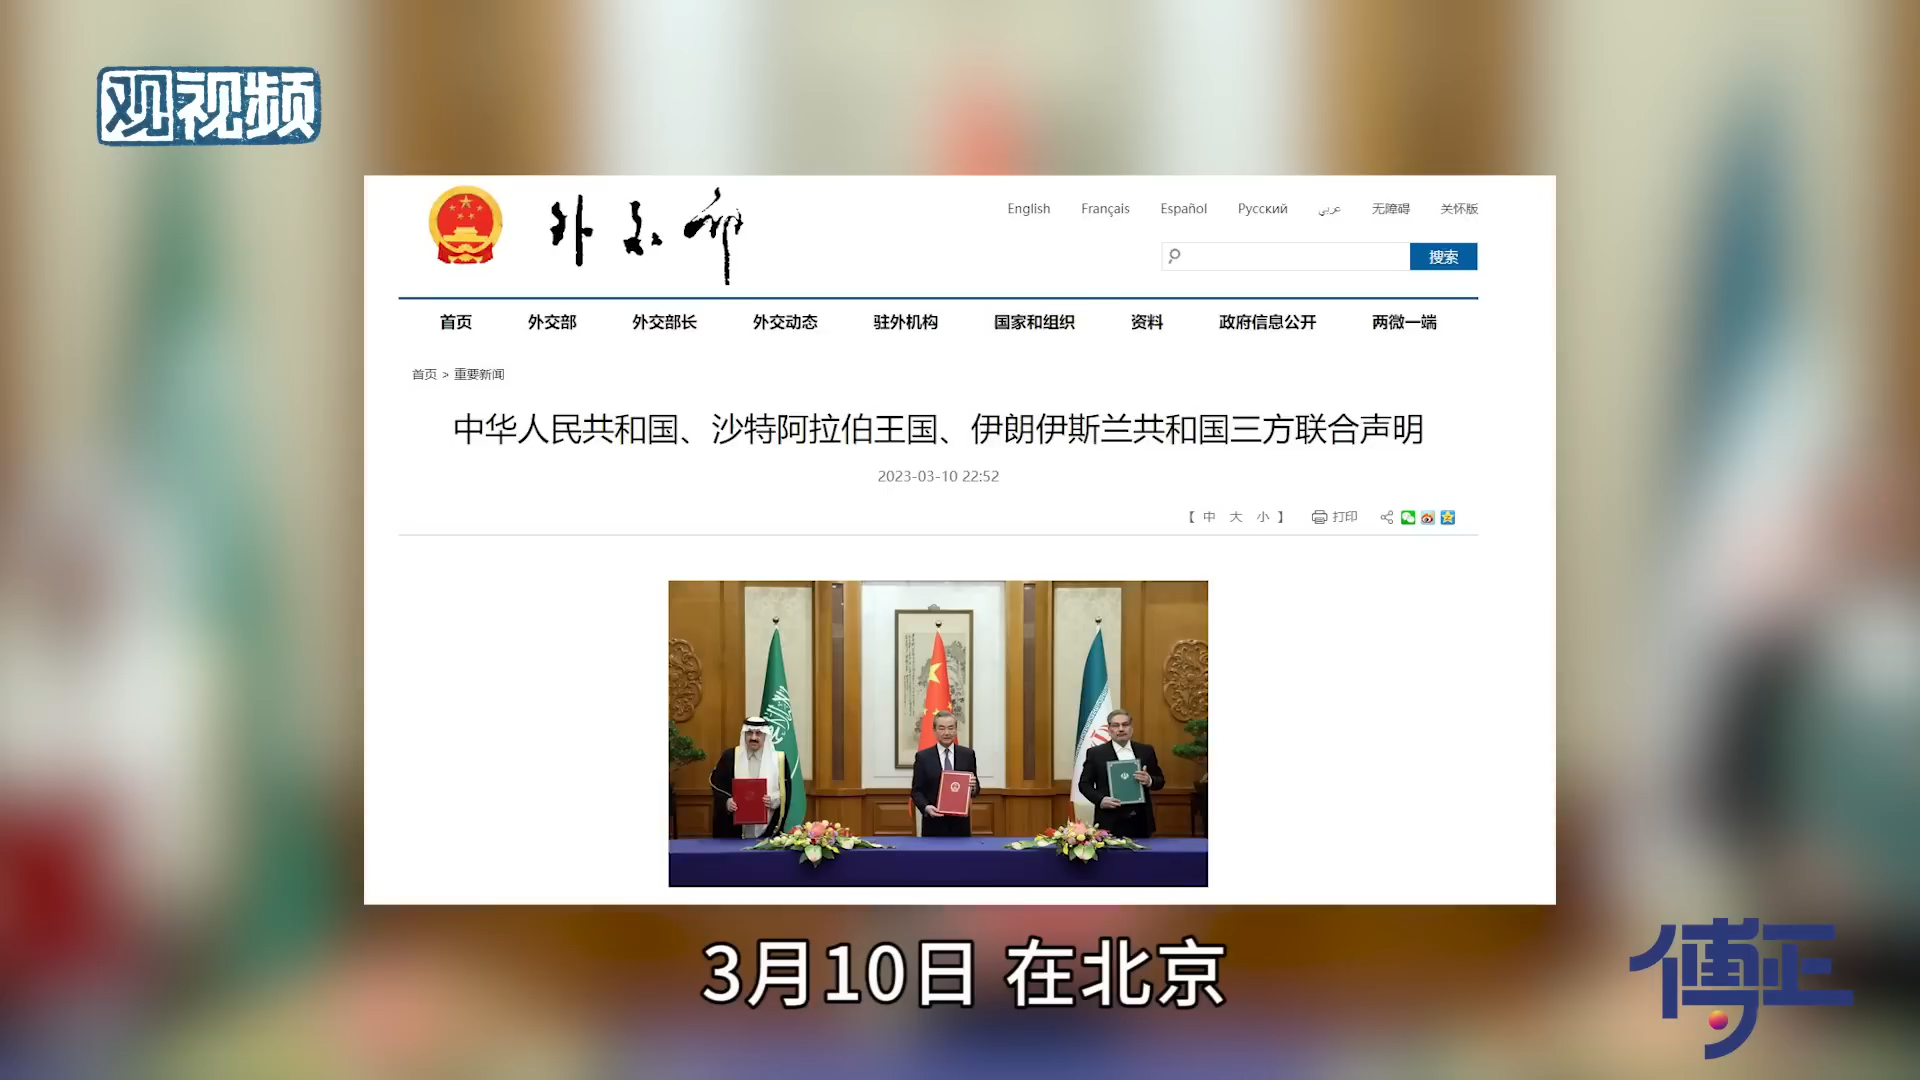 观视频
外交部
English Français Español Русский عربي 无障碍 关怀版
搜索
首页 外交部 外交部长 外交动态 驻外机构 国家和组织 资料 政府信息公开 两微一端
首页 > 重要新闻
中华人民共和国、沙特阿拉伯王国、伊朗伊斯兰共和国三方联合声明
2023-03-10 22:52
【 中 大 小 】 打印
3月10日 在北京
傅正